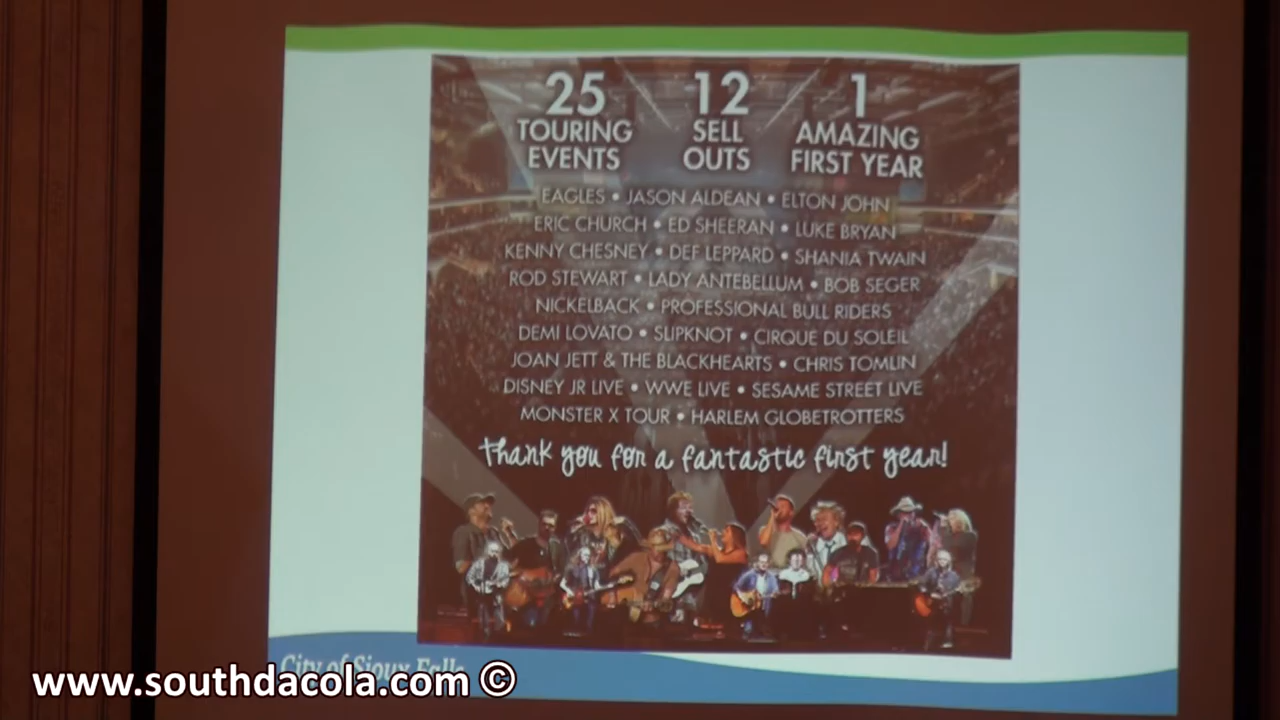 25 12 1
TOURING SELL AMAZING
EVENTS OUTS FIRST YEAR
EAGLES • JASON ALDEAN • ELTON JOHN
ERIC CHURCH • ED SHEERAN • LUKE BRYAN
KENNY CHESNEY • DEF LEPPARD • SHANIA TWAIN
ROD STEWART • LADY ANTEBELLUM • BOB SEGER
NICKELBACK • PROFESSIONAL BULL RIDERS
DEMI LOVATO • SLIPKNOT • CIRQUE DU SOLEIL
JOAN JETT & THE BLACKHEARTS • CHRIS TOMLIN
DISNEY JR LIVE • WWE LIVE • SESAME STREET LIVE
MONSTER X TOUR • HARLEM GLOBETROTTERS
Thank you for a fantastic first year!
City of Sioux Falls
www.southdacola.com ©